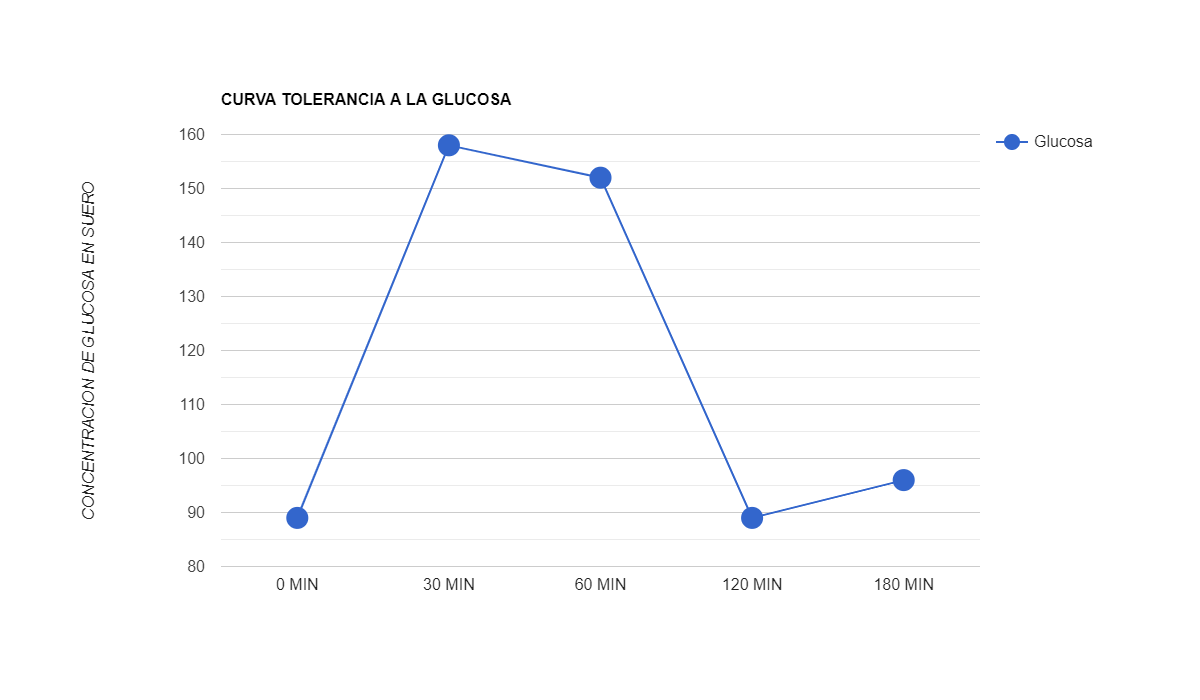 CURVA TOLERANCIA A LA GLUCOSA
CONCENTRACION DE GLUCOSA EN SUERO
160
150
140
130
120
110
100
90
80
0 MIN
30 MIN
60 MIN
120 MIN
180 MIN
Glucosa